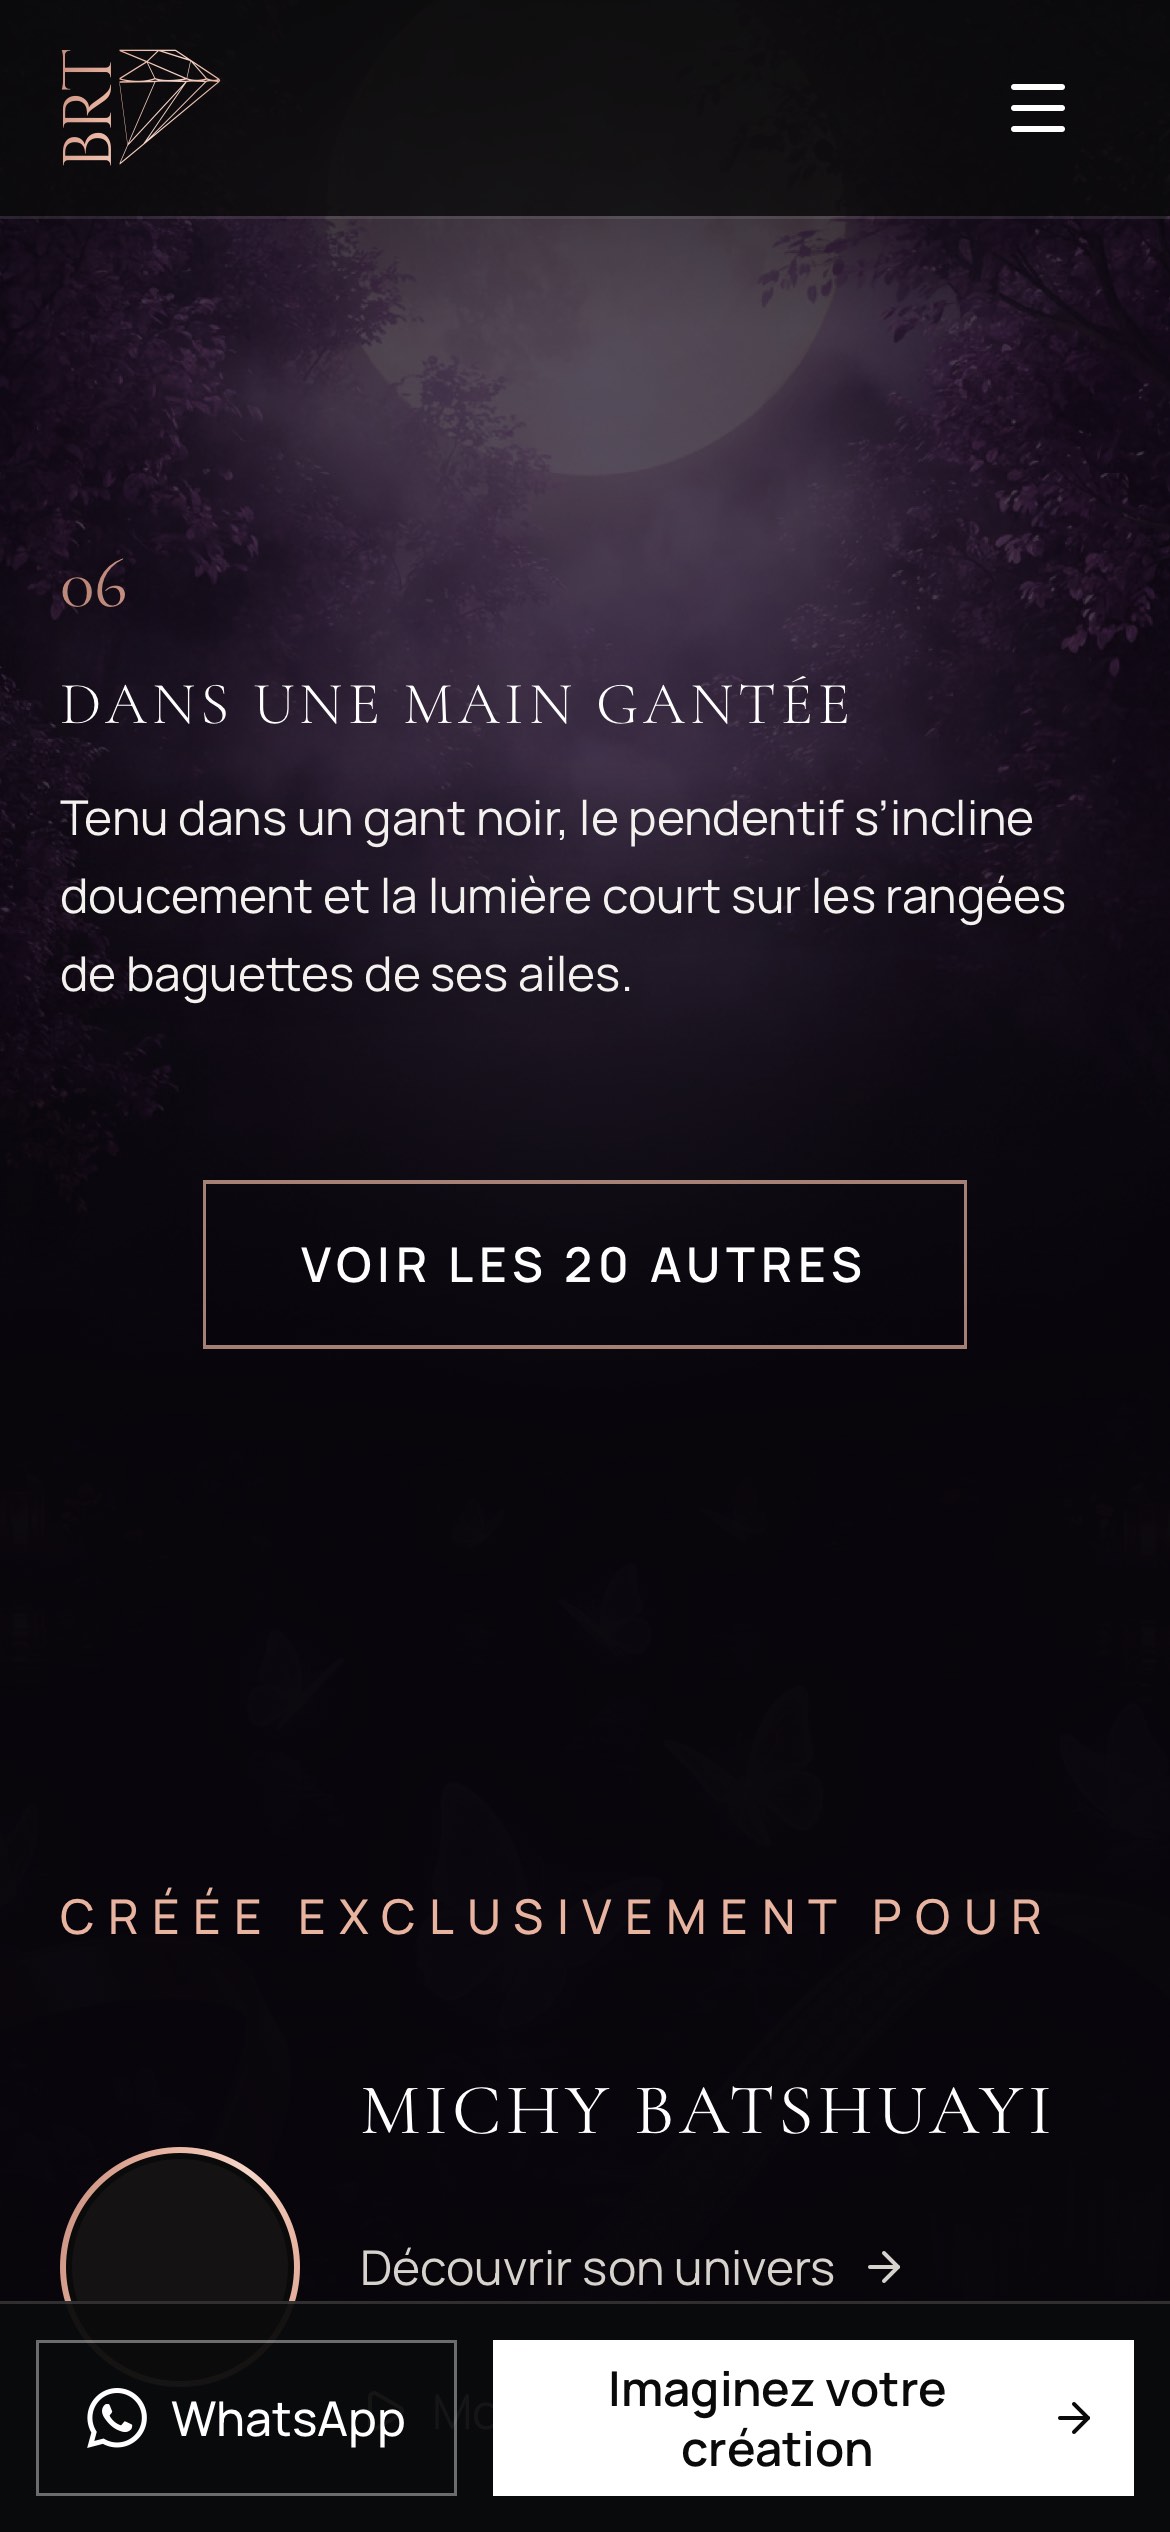 BRT
06
DANS UNE MAIN GANTÉE
Tenu dans un gant noir, le pendentif s’incline
doucement et la lumière court sur les rangées
de baguettes de ses ailes.
VOIR LES 20 AUTRES
CRÉÉE EXCLUSIVEMENT POUR
MICHY BATSHUAYI
Découvrir son univers →
WhatsApp
Imaginez votre
création →